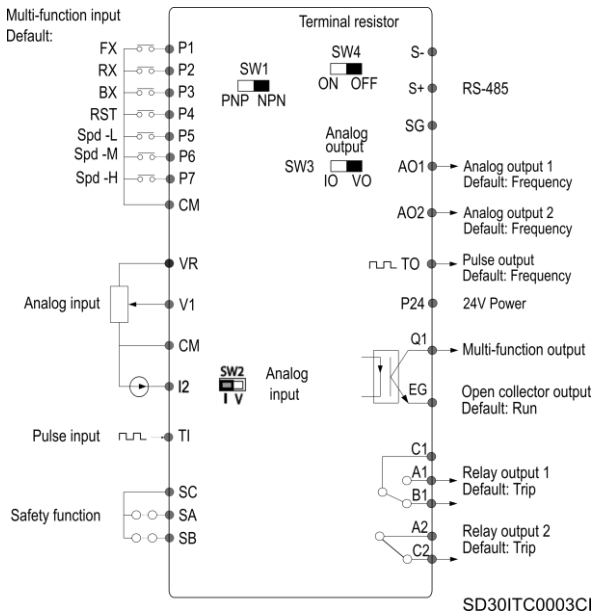 Multi-function input
Default:
FX
RX
BX
RST
Spd -L
Spd -M
Spd -H
P1
P2
P3
P4
P5
P6
P7
CM
SW1
PNP NPN
Terminal resistor
SW4
ON OFF
S-
S+
SG
RS-485
Analog
output
SW3
IO VO
AO1
Analog output 1
Default: Frequency
AO2
Analog output 2
Default: Frequency
TO
Pulse output
Default: Frequency
P24
24V Power
Q1
Multi-function output
EG
Open collector output
Default: Run
Analog input
VR
V1
CM
I2
SW2
I V
Analog
input
Pulse input
TI
Safety function
SC
SA
SB
C1
A1
B1
Relay output 1
Default: Trip
A2
C2
Relay output 2
Default: Trip
SD30ITC0003CI